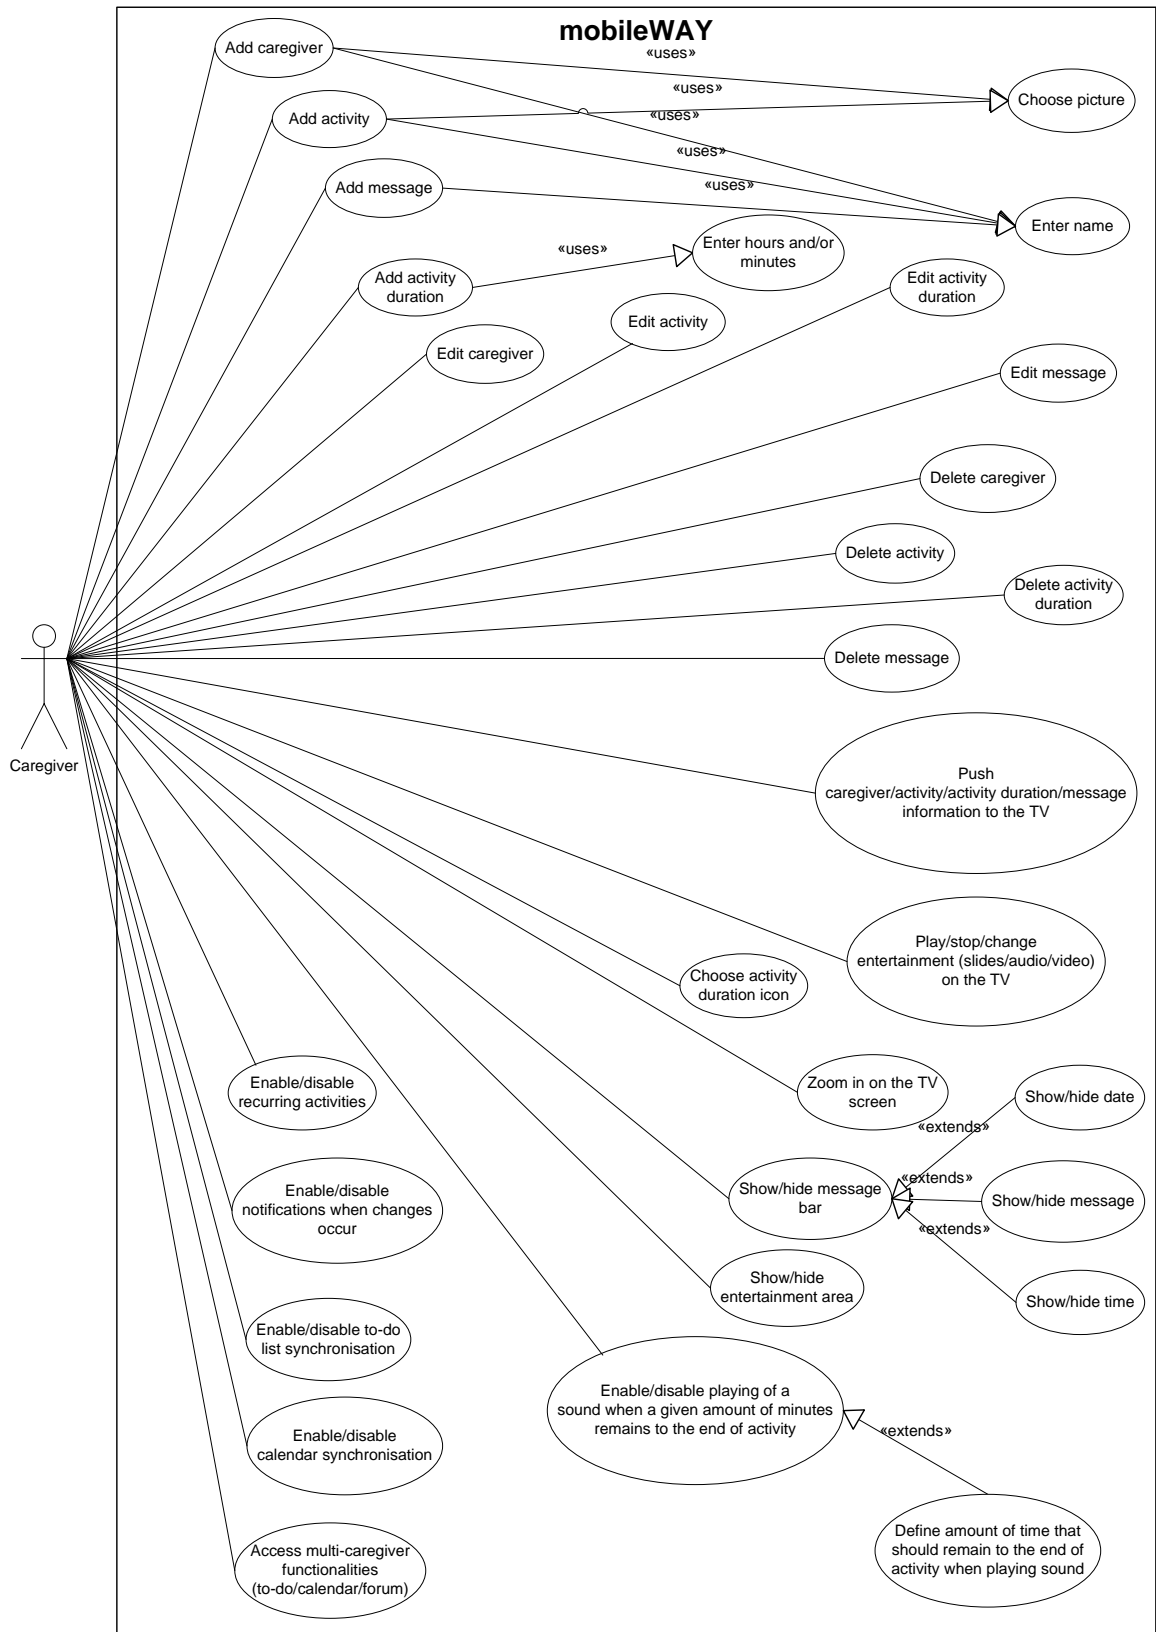 mobileWAY
Add caregiver
«uses»
Choose picture
«uses»
Add activity
«uses»
«uses»
Add message
«uses»
Enter name
Enter hours and/or
minutes
«uses»
Add activity
duration
Edit activity
duration
Edit activity
Edit caregiver
Edit message
Delete caregiver
Delete activity
Delete activity
duration
Delete message
Caregiver
Push
caregiver/activity/activity duration/message
information to the TV
Play/stop/change
entertainment (slides/audio/video)
on the TV
Choose activity
duration icon
Enable/disable
recurring activities
Zoom in on the TV
screen
Show/hide date
«extends»
Enable/disable
notifications when changes
occur
Show/hide message
bar
«extends»
Show/hide message
«extends»
Show/hide
entertainment area
Show/hide time
Enable/disable to-do
list synchronisation
Enable/disable playing of a
sound when a given amount of minutes
remains to the end of activity
«extends»
Enable/disable
calendar synchronisation
Define amount of time that
should remain to the end of
activity when playing sound
Access multi-caregiver
functionalities
(to-do/calendar/forum)